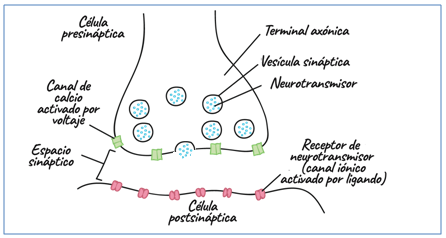 Célula
presináptica
Terminal axónica
Vesícula sináptica
Neurotransmisor
Canal de
calcio
activado por
voltaje
Espacio
sináptico
Receptor de
neurotransmisor
(canal iónico
activado por ligando)
Célula
postsináptica